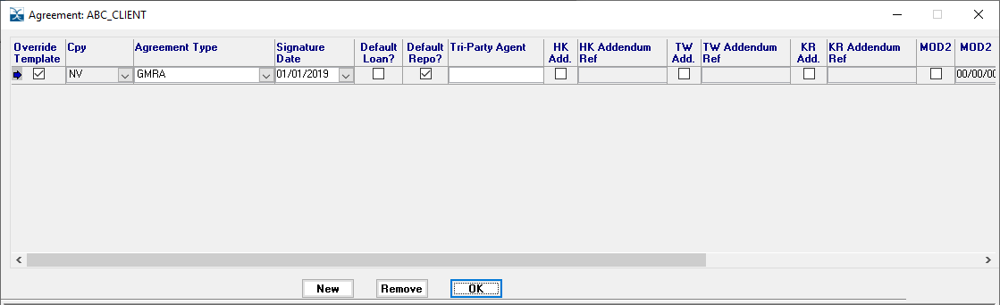 Agreement: ABC_CLIENT
Override Template Cpy Agreement Type Signature Date Default Loan? Default Repo? Tri-Party Agent HK Add. HK Addendum Ref TW Add. TW Addendum Ref KR Add. KR Addendum Ref MOD2 MOD2
NV GMRA 01/01/2019 00/00/00
New Remove OK